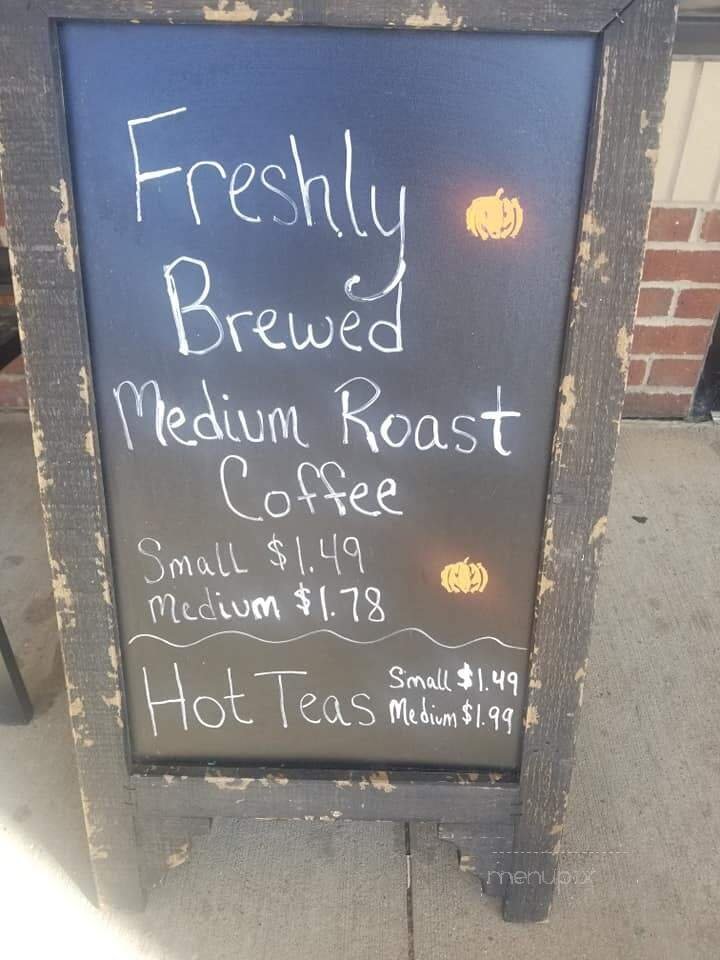 Freshly
Brewed
Medium Roast
Coffee
Small $1.49
Medium $1.78
Hot Teas
Small $1.49
Medium $1.99
menupix